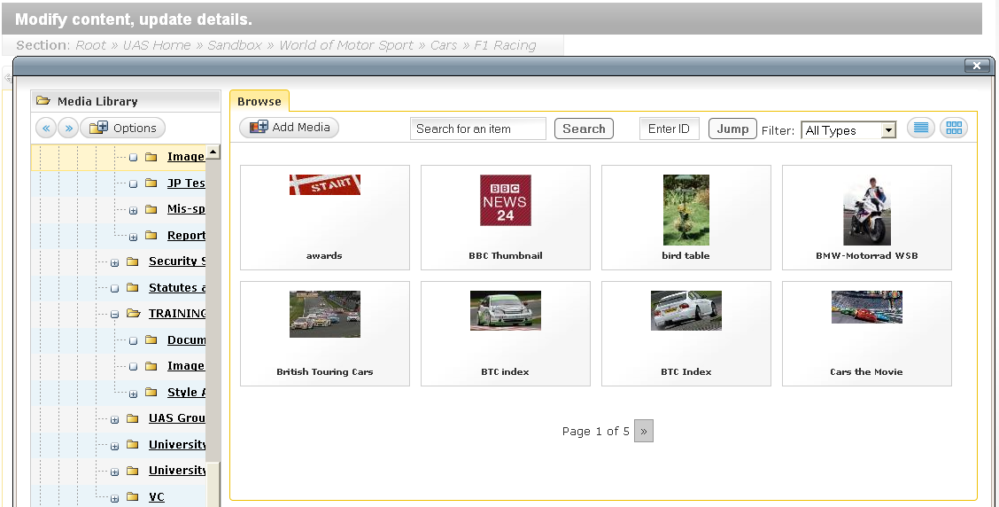 Modify content, update details.
Section: Root » UAS Home » Sandbox » World of Motor Sport » Cars » F1 Racing
Media Library
« » Options
Image
JP Tes
Mis-sp
Report
Security S
Statutes a
TRAINING
Docum
Image
Style A
UAS Grou
University
University
VC
Browse
Add Media
Search for an item
Search
Enter ID
Jump
Filter: All Types
START
awards
BBC
NEWS
24
BBC Thumbnail
bird table
BMW-Motorrad WSB
British Touring Cars
BTC index
BTC Index
Cars the Movie
Page 1 of 5 »